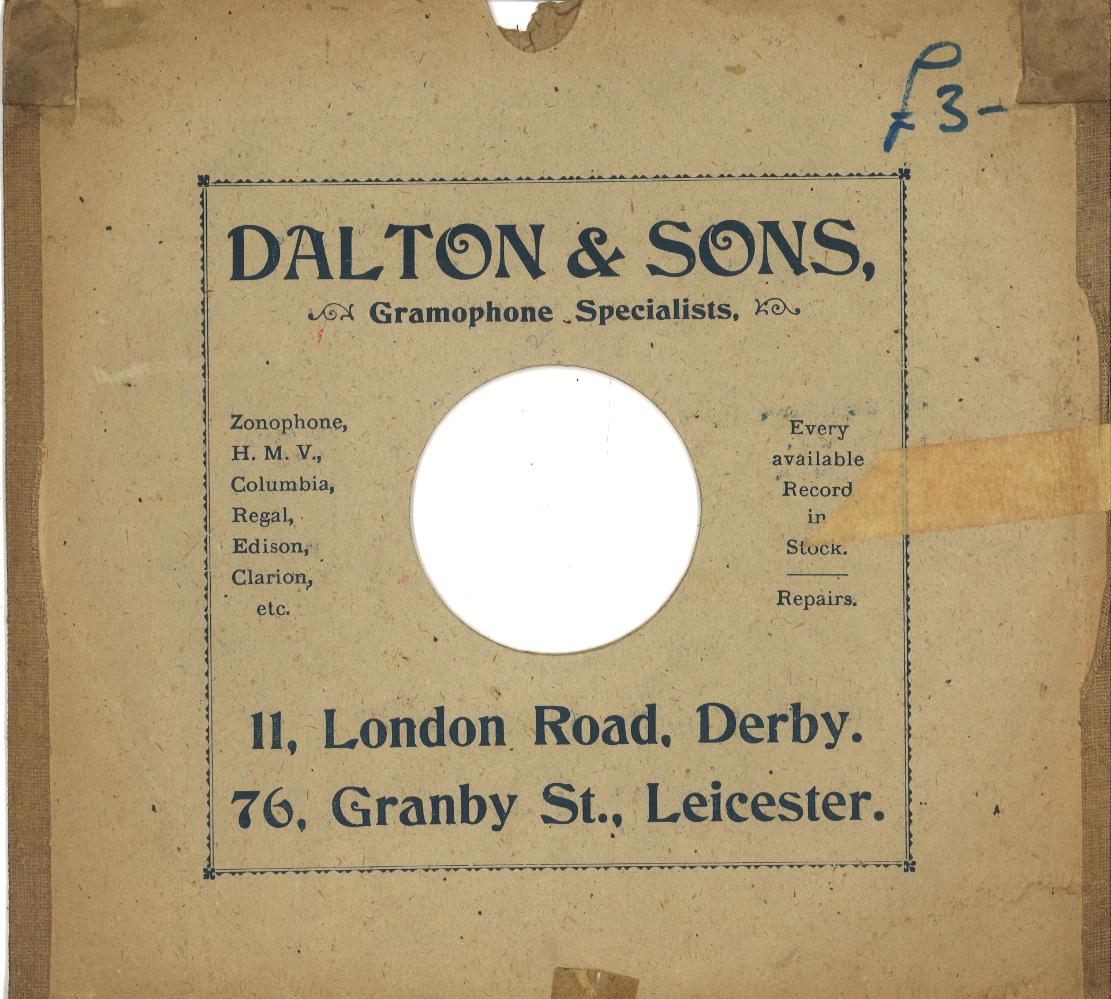 £3-
DALTON & SONS,
Gramophone Specialists,
Zonophone,
H. M. V.,
Columbia,
Regal,
Edison,
Clarion,
etc.
Every
available
Record
in
Stock.
Repairs.
11, London Road, Derby.
76, Granby St., Leicester.